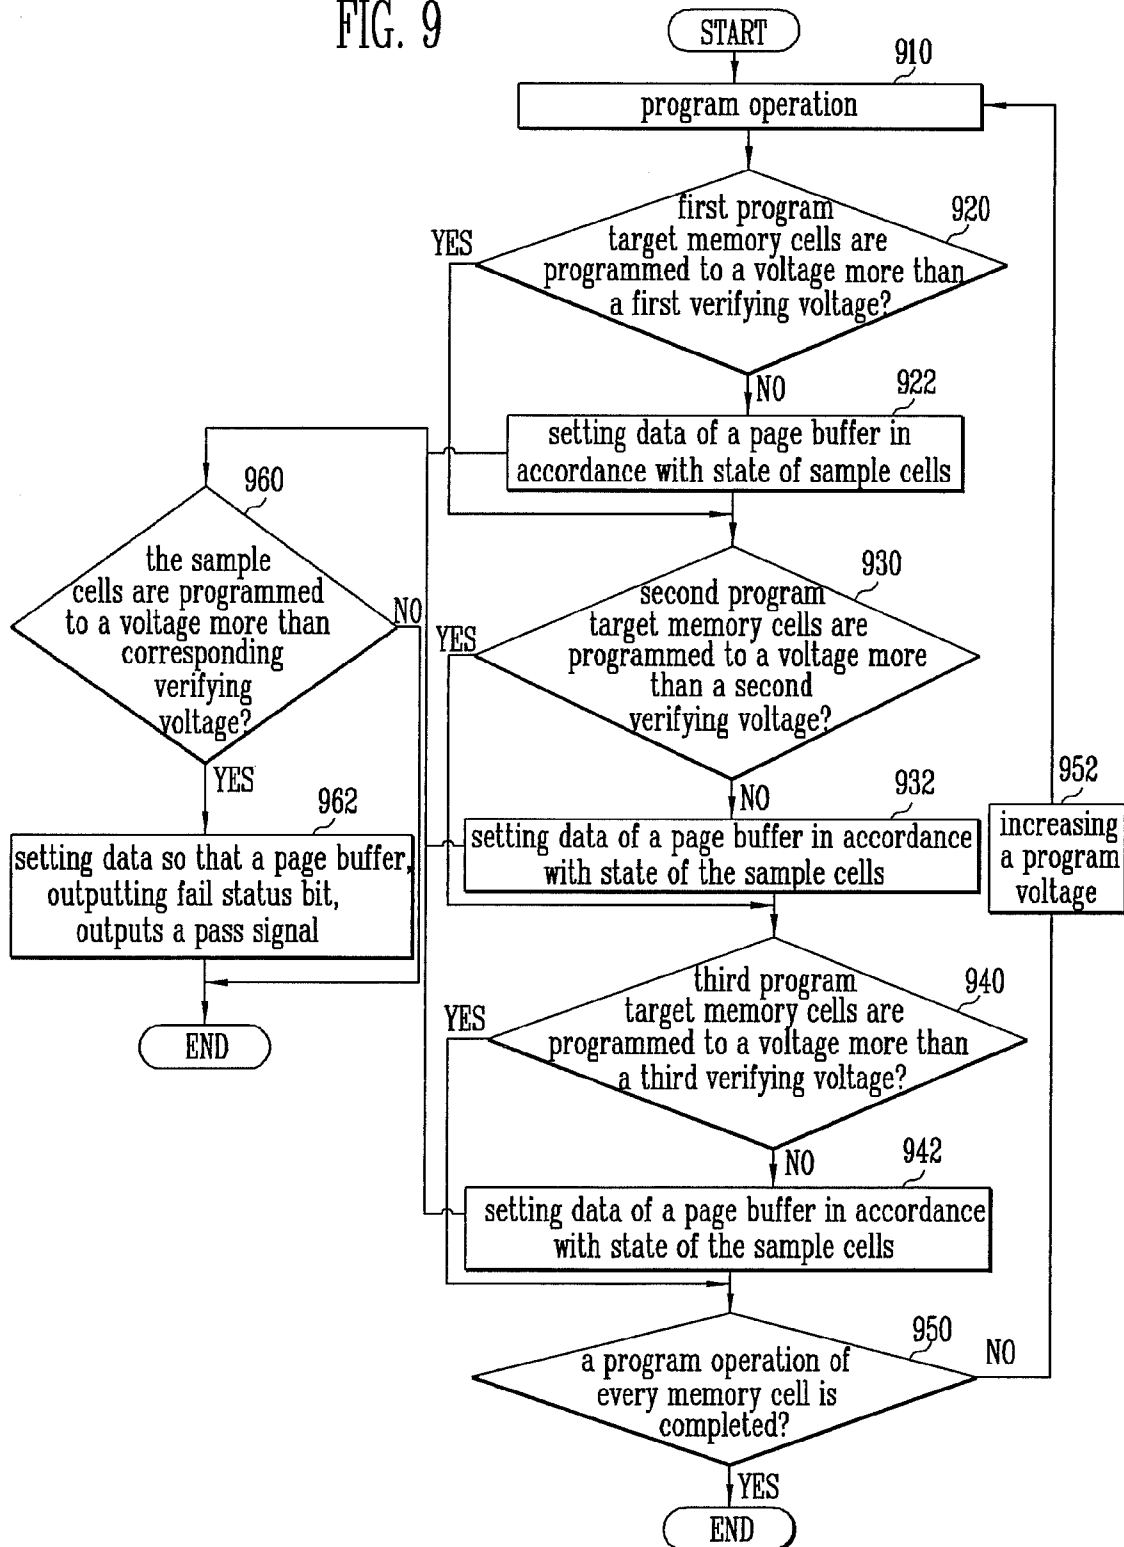 FIG. 9
START
910
program operation
920
first program
target memory cells are
programmed to a voltage more than
a first verifying voltage?
YES
NO
922
setting data of a page buffer in
accordance with state of sample cells
960
the sample
cells are programmed
to a voltage more than
corresponding
verifying
voltage?
NO
YES
962
setting data so that a page buffer,
outputting fail status bit,
outputs a pass signal
END
930
second program
target memory cells are
programmed to a voltage more
than a second
verifying voltage?
YES
NO
932
setting data of a page buffer in accordance
with state of the sample cells
952
increasing
a program
voltage
940
third program
target memory cells are
programmed to a voltage more than
a third verifying voltage?
YES
NO
942
setting data of a page buffer in accordance
with state of the sample cells
950
a program operation of
every memory cell is
completed?
NO
YES
END